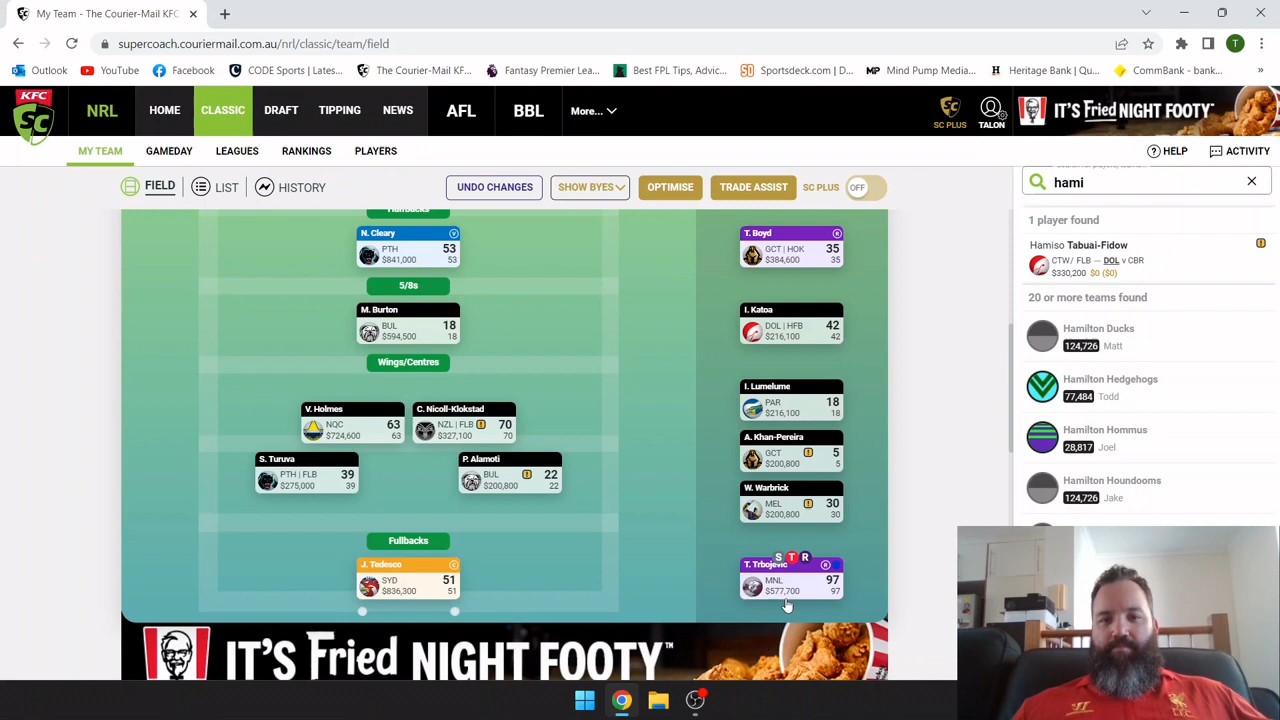 My Team - The Courier-Mail KFC
supercoach.couriermail.com.au/nrl/classic/team/field
T
Outlook
YouTube
Facebook
CODE Sports | Lates...
The Courier-Mail KF...
Fantasy Premier Lea...
Best FPL Tips, Advic...
Sportsdeck.com | D...
Mind Pump Media...
Heritage Bank | Qu...
CommBank - bank...
KFC
SC
NRL
HOME
CLASSIC
DRAFT
TIPPING
NEWS
AFL
BBL
More...
SC PLUS
TALON
KFC
IT'S Fried NIGHT FOOTY
MY TEAM
GAMEDAY
LEAGUES
RANKINGS
PLAYERS
HELP
ACTIVITY
FIELD
LIST
HISTORY
UNDO CHANGES
SHOW BYES
OPTIMISE
TRADE ASSIST
SC PLUS
OFF
hami
1 player found
Hamiso Tabuai-Fidow
CTW/ FLB — DOL v CBR
$330,200 $0 ($0)
20 or more teams found
Hamilton Ducks
124,726 Matt
Hamilton Hedgehogs
77,484 Todd
Hamilton Hommus
28,817 Joel
Hamilton Houndooms
124,726 Jake
Halfbacks
N. Cleary V
PTH 53
$841,000 53
T. Boyd R
GCT | HOK 35
$384,600 35
5/8s
M. Burton
BUL 18
$594,500 18
I. Katoa
DOL | HFB 42
$216,100 42
Wings/Centres
I. Lumelume
PAR 18
$216,100 18
V. Holmes
NQC 63
$724,600 63
C. Nicoll-Klokstad
NZL | FLB 70
$327,100 70
A. Khan-Pereira
GCT 5
$200,800 5
S. Turuva
PTH | FLB 39
$275,000 39
P. Alamoti
BUL 22
$200,800 22
W. Warbrick
MEL 30
$200,800 30
Fullbacks
S T R
J. Tedesco C
SYD 51
$836,300 51
T. Trbojevic R
MNL 97
$577,700 97
KFC
IT'S Fried NIGHT FOOTY